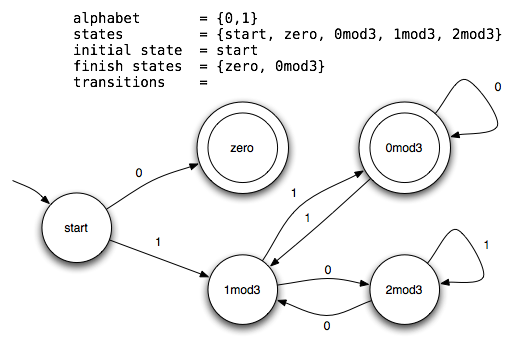 alphabet = {0,1}
states = {start, zero, 0mod3, 1mod3, 2mod3}
initial state = start
finish states = {zero, 0mod3}
transitions =
0
zero
0mod3
0
1
start
1
1
1mod3
0
2mod3
1
0